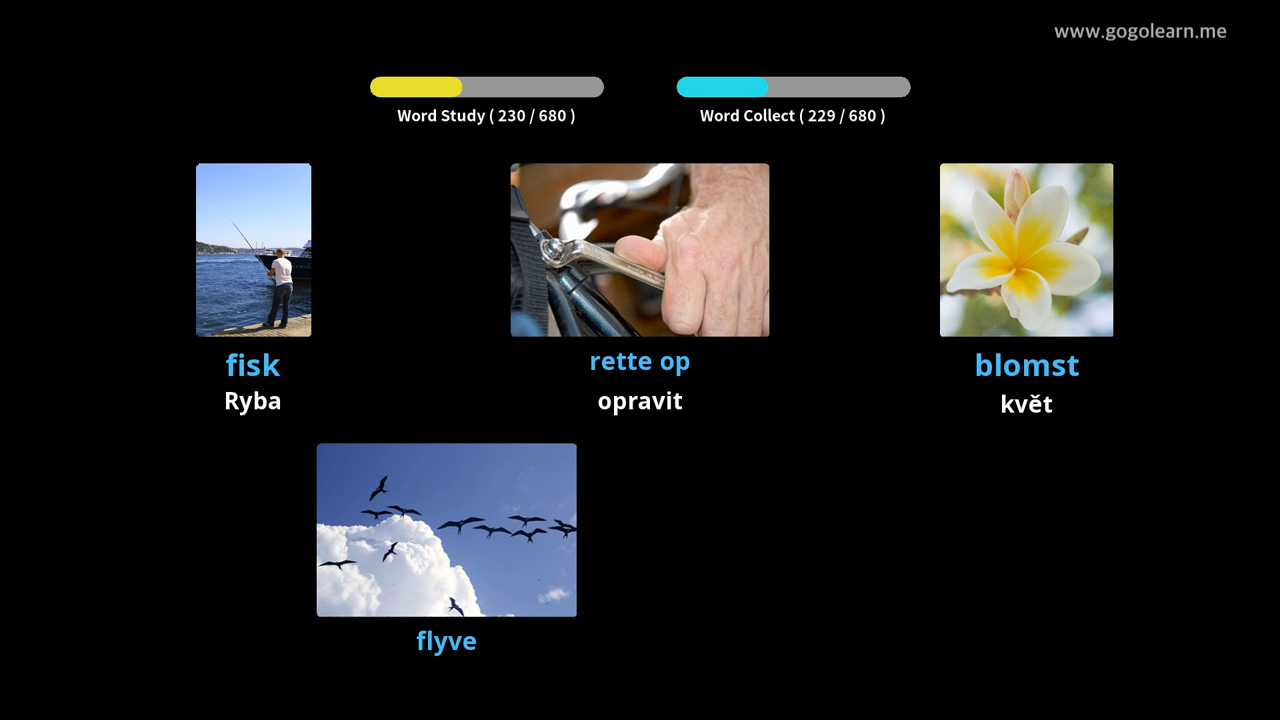 www.gogolearn.me
Word Study ( 230 / 680 )
Word Collect ( 229 / 680 )
fisk
Ryba
rette op
opravit
blomst
květ
flyve